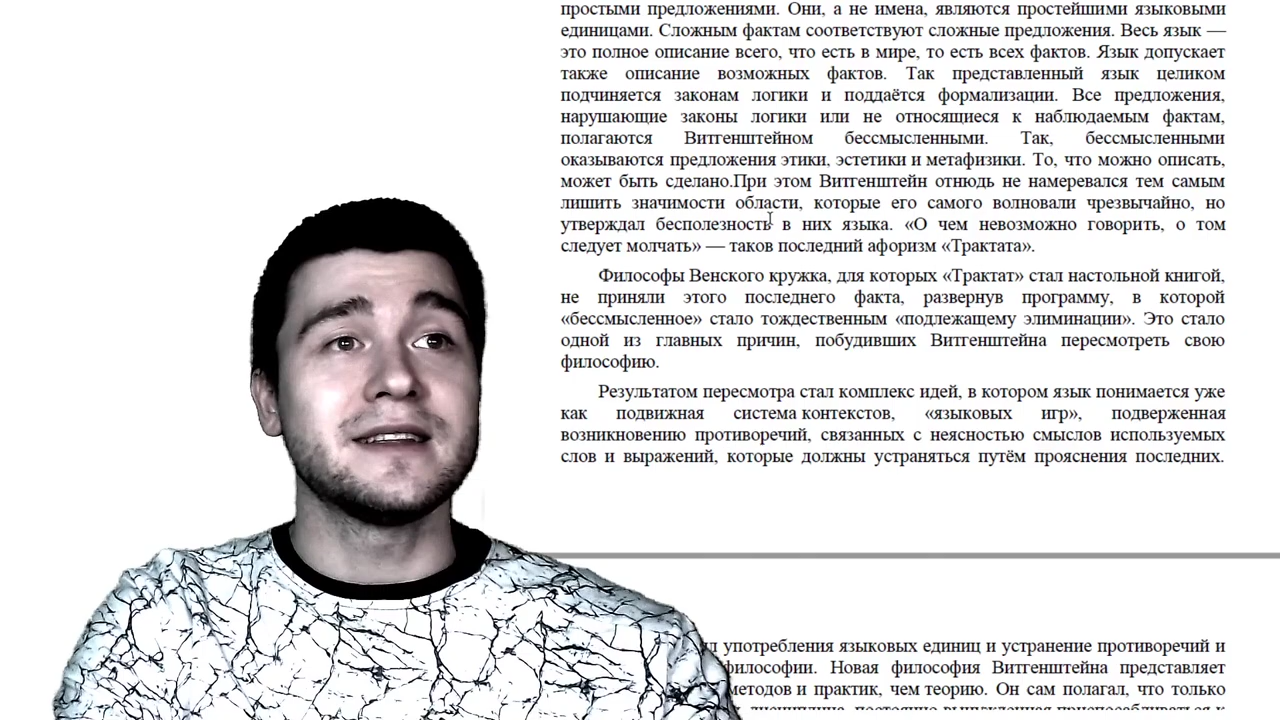 простыми предложениями. Они, а не имена, являются простейшими языковыми
единицами. Сложным фактам соответствуют сложные предложения. Весь язык —
это полное описание всего, что есть в мире, то есть всех фактов. Язык допускает
также описание возможных фактов. Так представленный язык целиком
подчиняется законам логики и поддаётся формализации. Все предложения,
нарушающие законы логики или не относящиеся к наблюдаемым фактам,
полагаются Витгенштейном бессмысленными. Так, бессмысленными
оказываются предложения этики, эстетики и метафизики. То, что можно описать,
может быть сделано.При этом Витгенштейн отнюдь не намеревался тем самым
лишить значимости области, которые его самого волновали чрезвычайно, но
утверждал бесполезность в них языка. «О чем невозможно говорить, о том
следует молчать» — таков последний афоризм «Трактата».
Философы Венского кружка, для которых «Трактат» стал настольной книгой,
не приняли этого последнего факта, развернув программу, в которой
«бессмысленное» стало тождественным «подлежащему элиминации». Это стало
одной из главных причин, побудивших Витгенштейна пересмотреть свою
философию.
Результатом пересмотра стал комплекс идей, в котором язык понимается уже
как подвижная система контекстов, «языковых игр», подверженная
возникновению противоречий, связанных с неясностью смыслов используемых
слов и выражений, которые должны устраняться путём прояснения последних.
употребления языковых единиц и устранение противоречий и
философии. Новая философия Витгенштейна представляет
методов и практик, чем теорию. Он сам полагал, что только
дисциплина, постоянно вынужденная приспосабливаться к